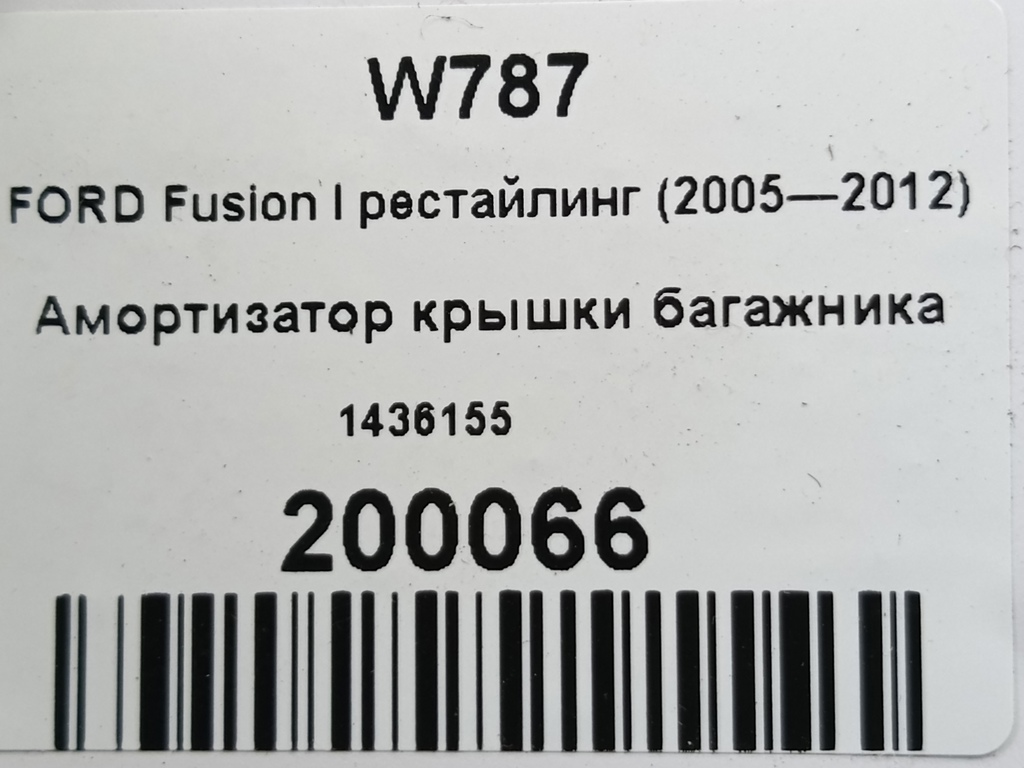 W787
FORD Fusion I рестайлинг (2005—2012)
Амортизатор крышки багажника
1436155
200066